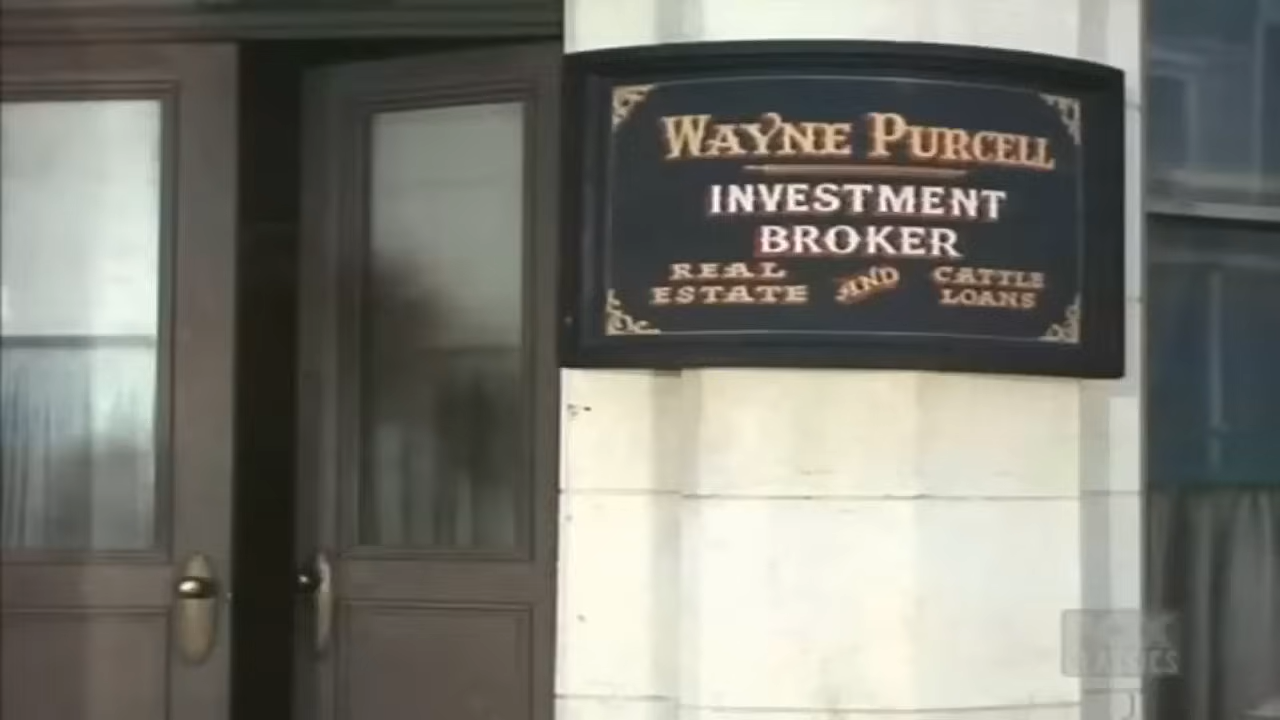 WAYNE PURCELL
INVESTMENT
BROKER
REAL ESTATE AND CATTLE LOANS